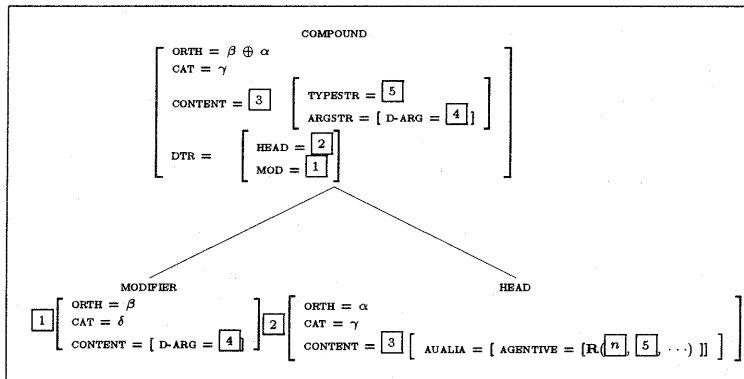 COMPOUND
ORTH = β ⊕ α
CAT = γ
CONTENT = 3 [ TYPESTR = 5
ARGSTR = [ D-ARG = 4 ] ]
DTR = [ HEAD = 2
MOD = 1 ]
MODIFIER HEAD
1 [ ORTH = β
CAT = δ
CONTENT = [ D-ARG = 4 ] ]
2 [ ORTH = α
CAT = γ
CONTENT = 3 [ AUALIA = [ AGENTIVE = [R( n , 5 , ···) ]] ] ]